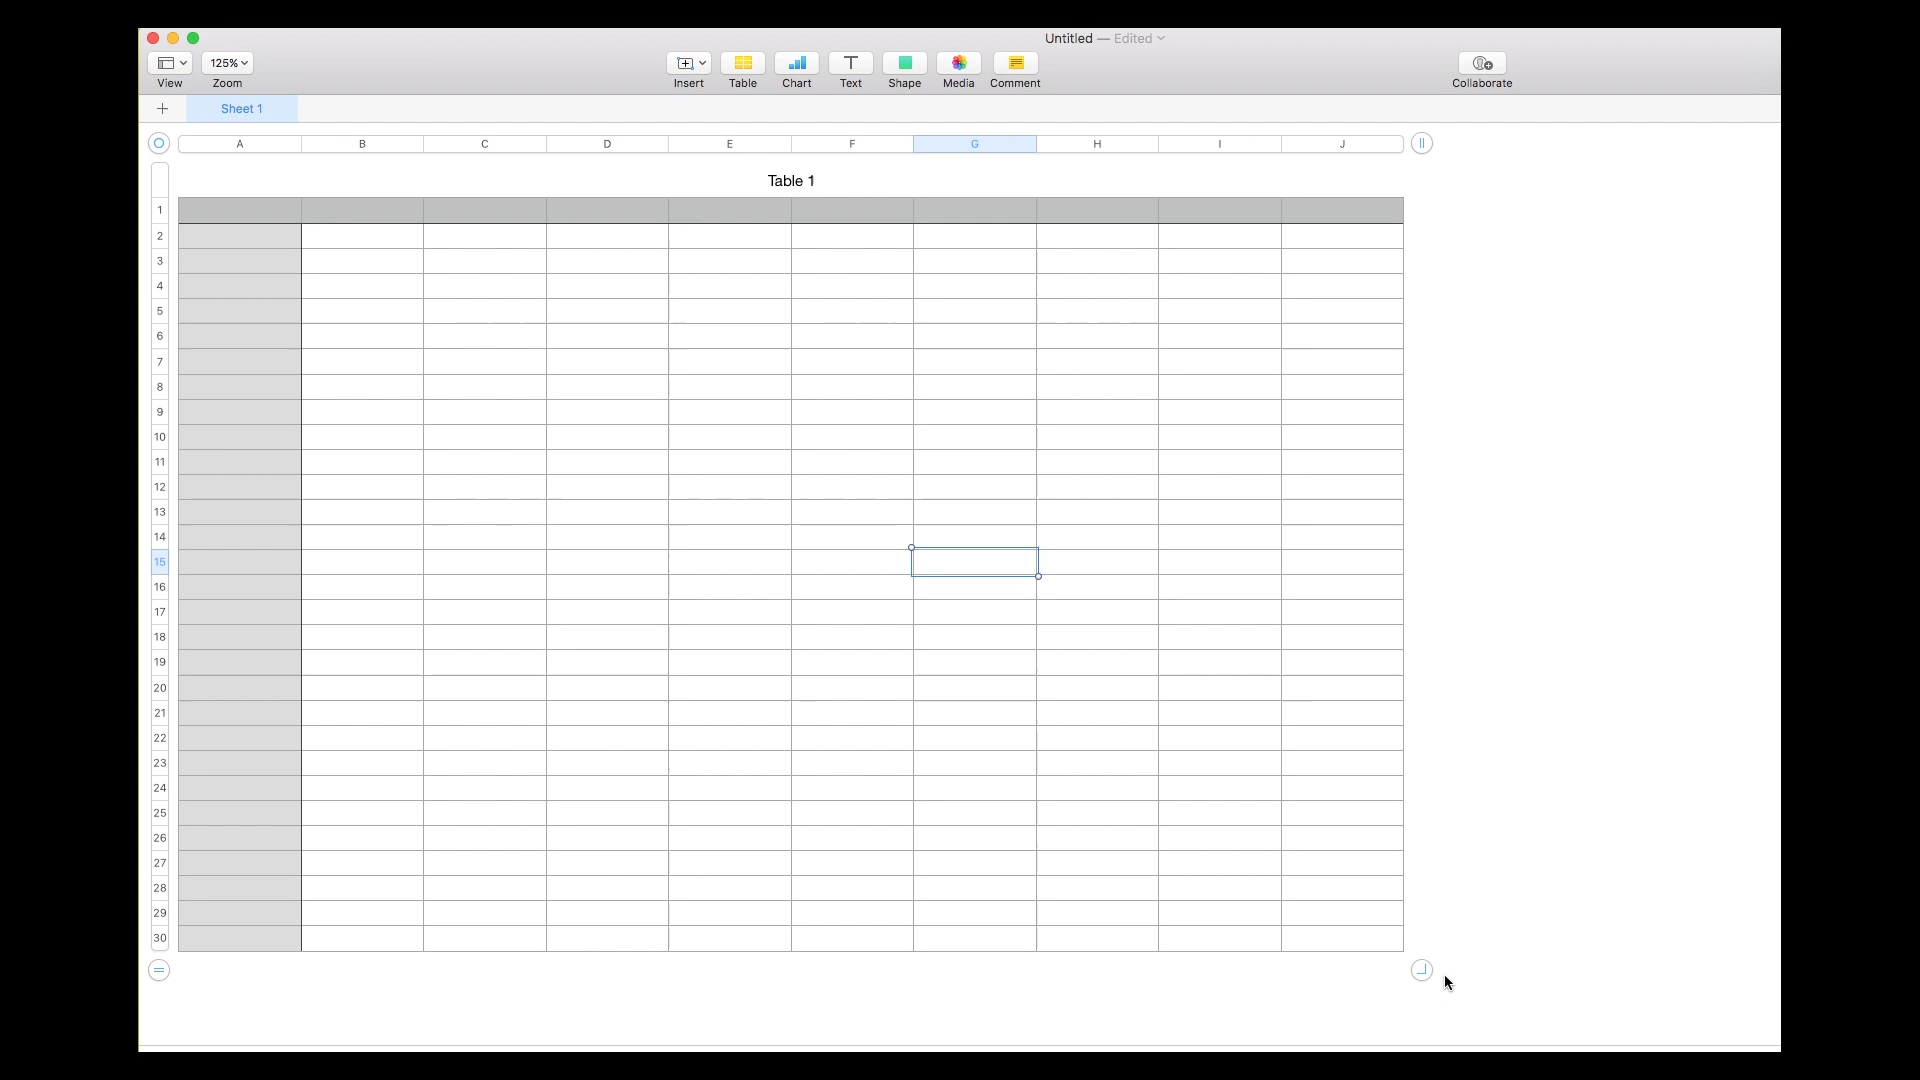 Untitled — Edited
125%
View
Zoom
Insert
Table
Chart
Text
Shape
Media
Comment
Collaborate
Sheet 1
A B C D E F G H I J
Table 1
1
2
3
4
5
6
7
8
9
10
11
12
13
14
15
16
17
18
19
20
21
22
23
24
25
26
27
28
29
30